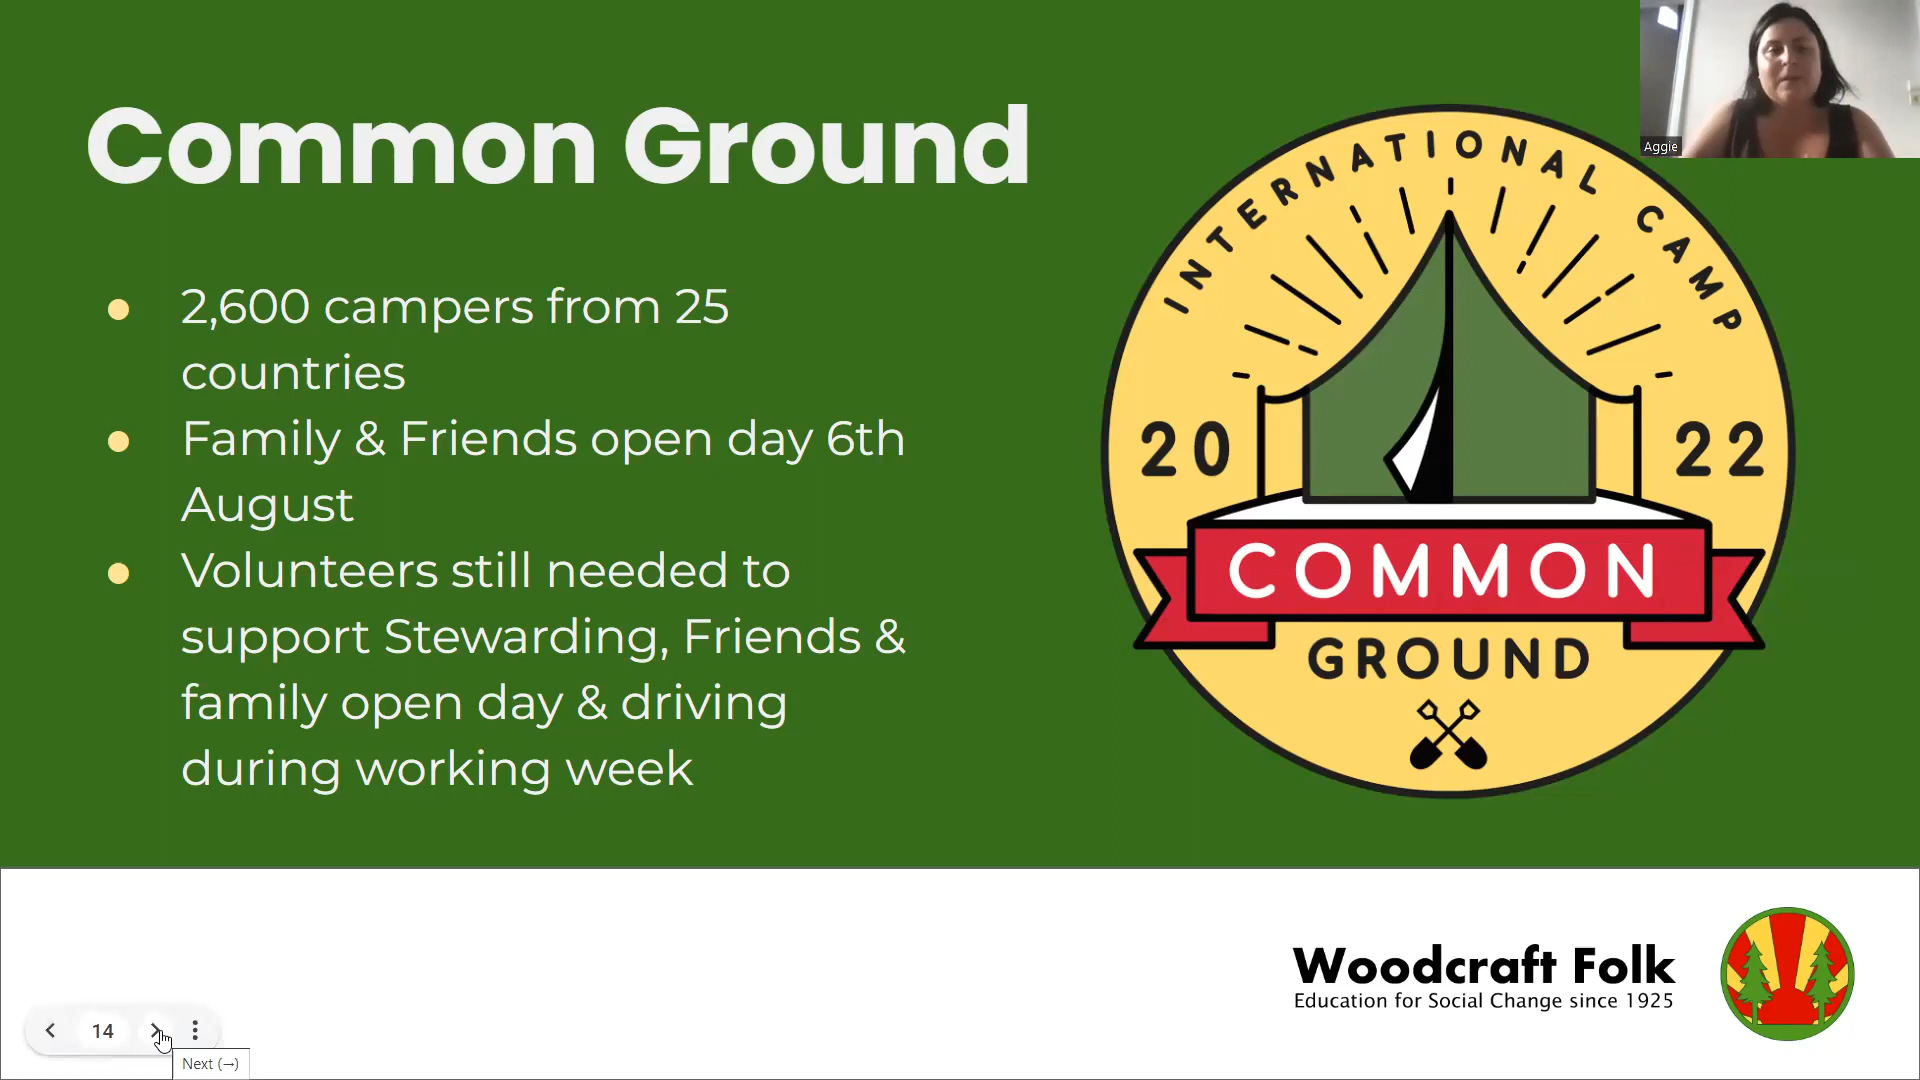 Common Ground
2,600 campers from 25
countries
Family & Friends open day 6th
August
Volunteers still needed to
support Stewarding, Friends &
family open day & driving
during working week
Aggie
INTERNATIONAL CAMP
20 22
COMMON
GROUND
Woodcraft Folk
Education for Social Change since 1925
14
Next (→)